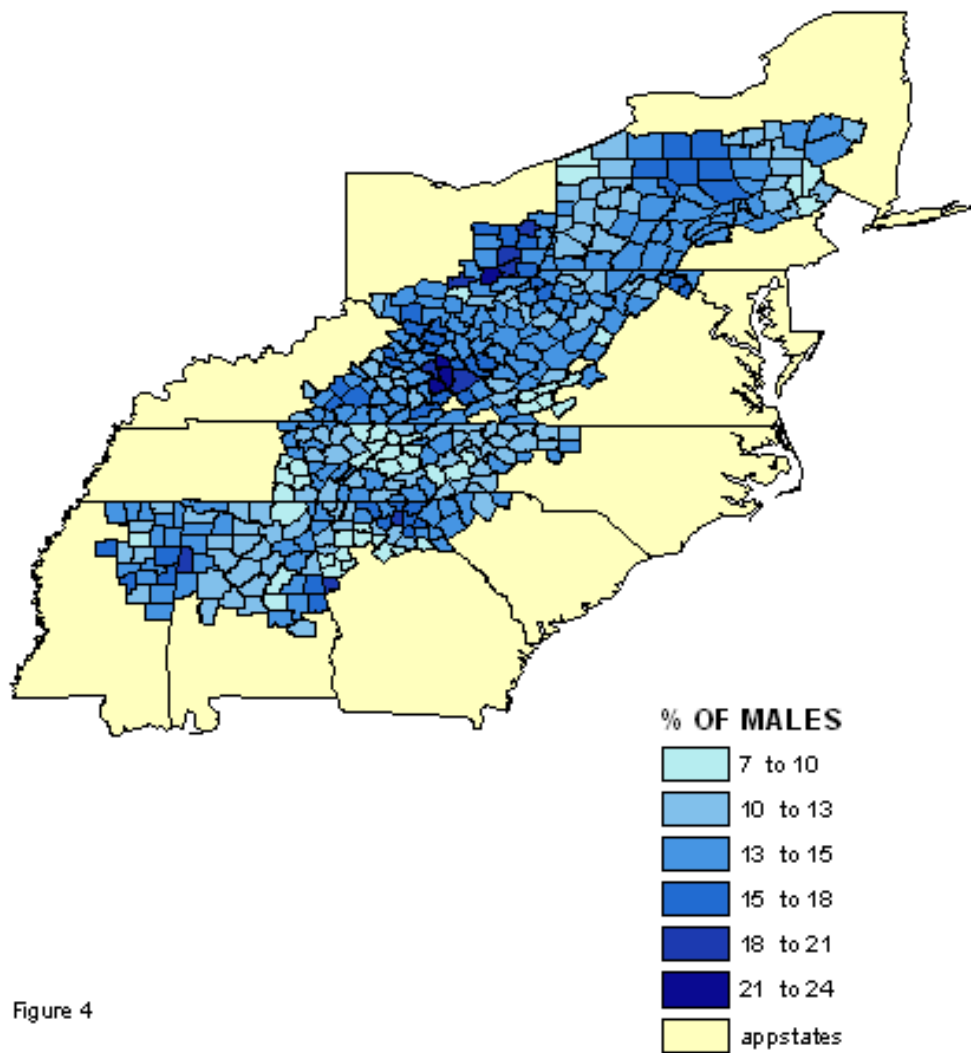 % OF MALES
7 to 10
10 to 13
13 to 15
15 to 18
18 to 21
21 to 24
appstates
Figure 4